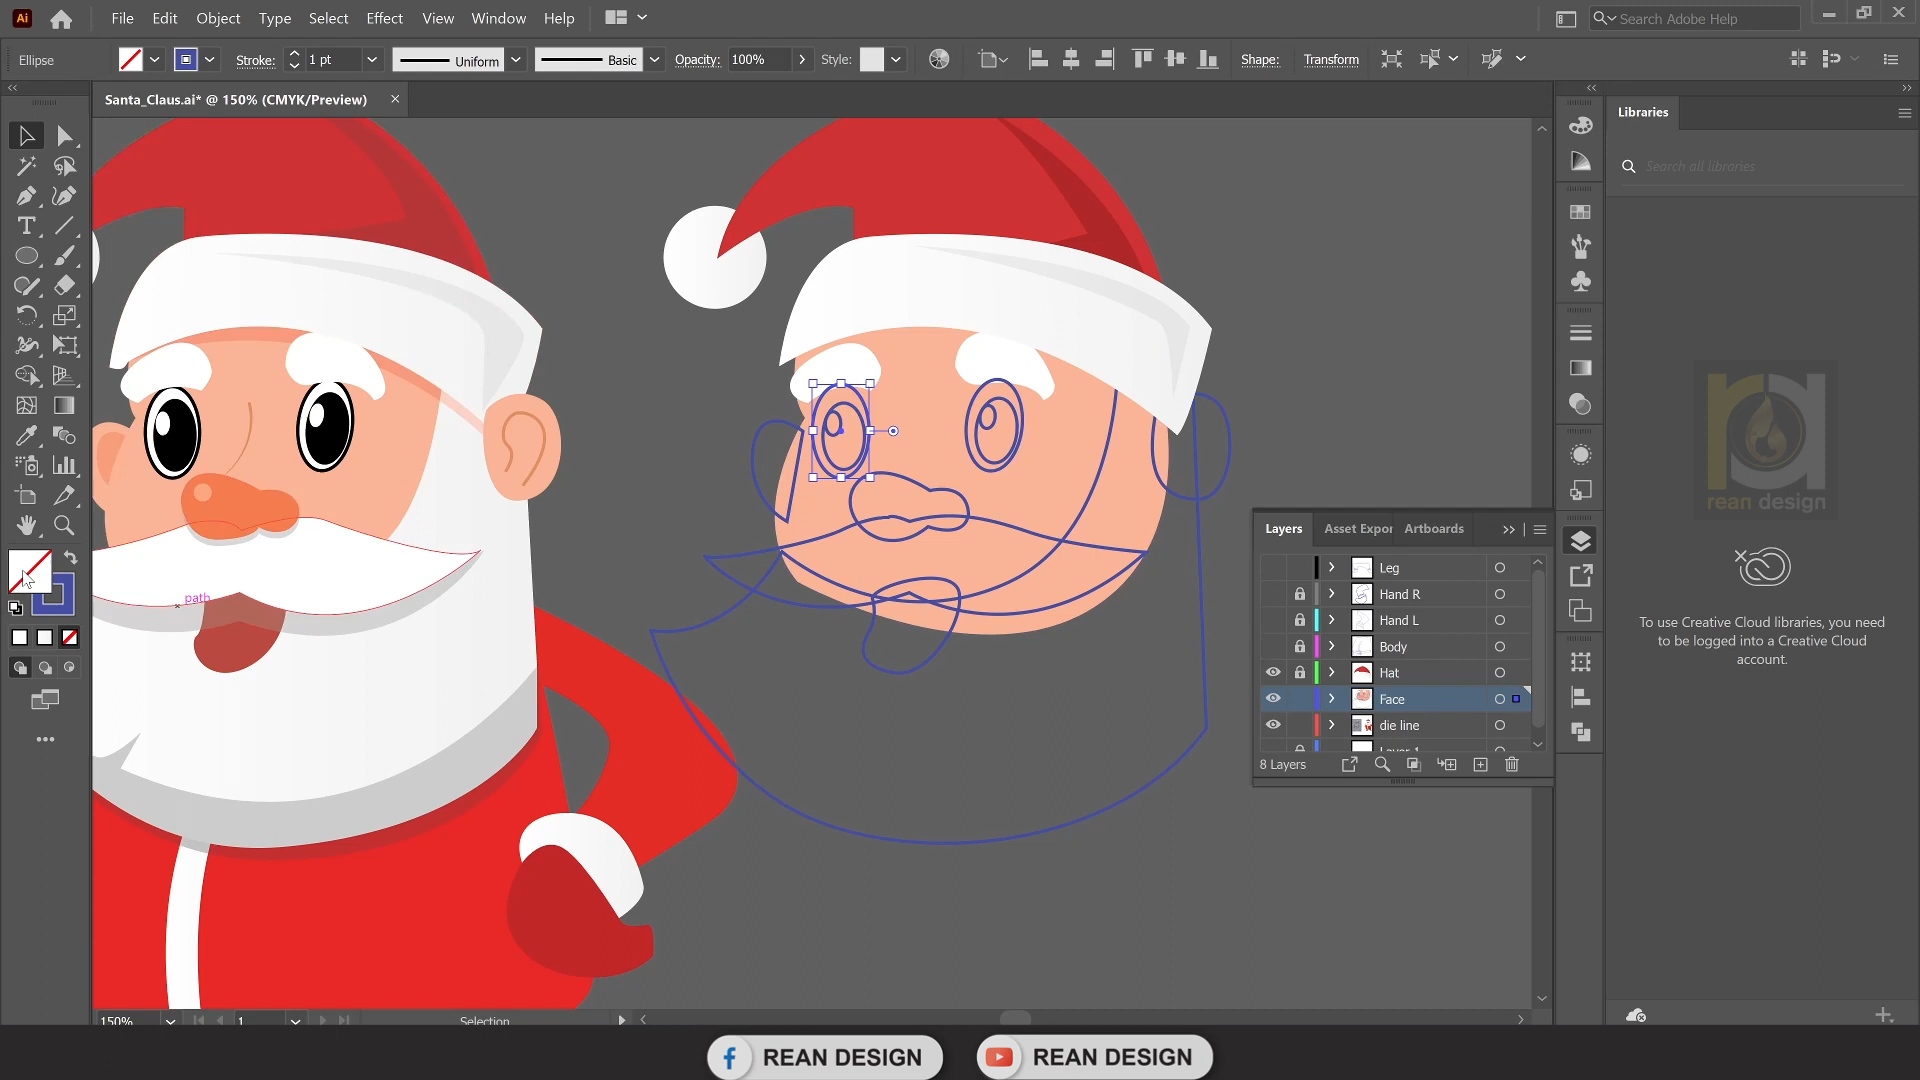 Ai File Edit Object Type Select Effect View Window Help Search Adobe Help
Ellipse Stroke: 1 pt Uniform Basic Opacity: 100% Style: Shape: Transform
Santa_Claus.ai* @ 150% (CMYK/Preview)
Libraries
Search all libraries
path
Layers Asset Expor Artboards
Leg
Hand R
Hand L
Body
Hat
Face
die line
Layer 1
8 Layers
rean design
To use Creative Cloud libraries, you need
to be logged into a Creative Cloud
account.
150% 1 Selection
REAN DESIGN REAN DESIGN